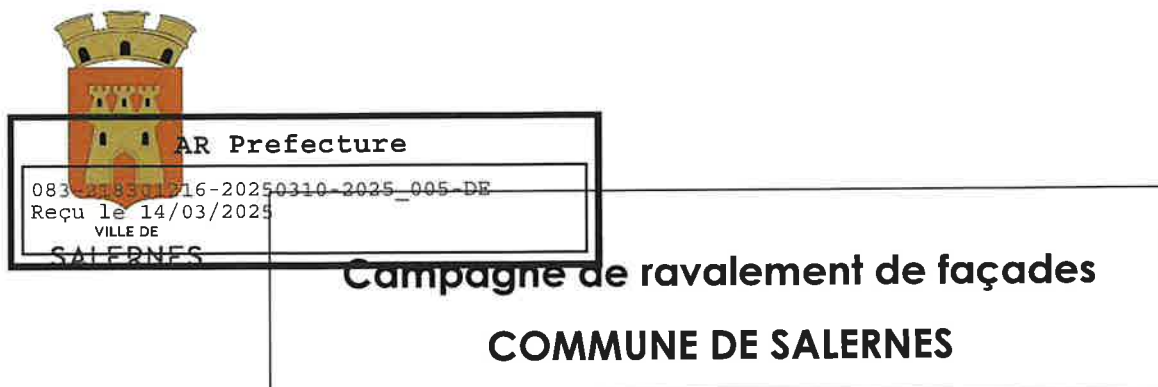 AR Prefecture
083-218301216-20250310-2025_005-DE
Reçu le 14/03/2025
VILLE DE
SALERNES
Campagne de ravalement de façades
COMMUNE DE SALERNES